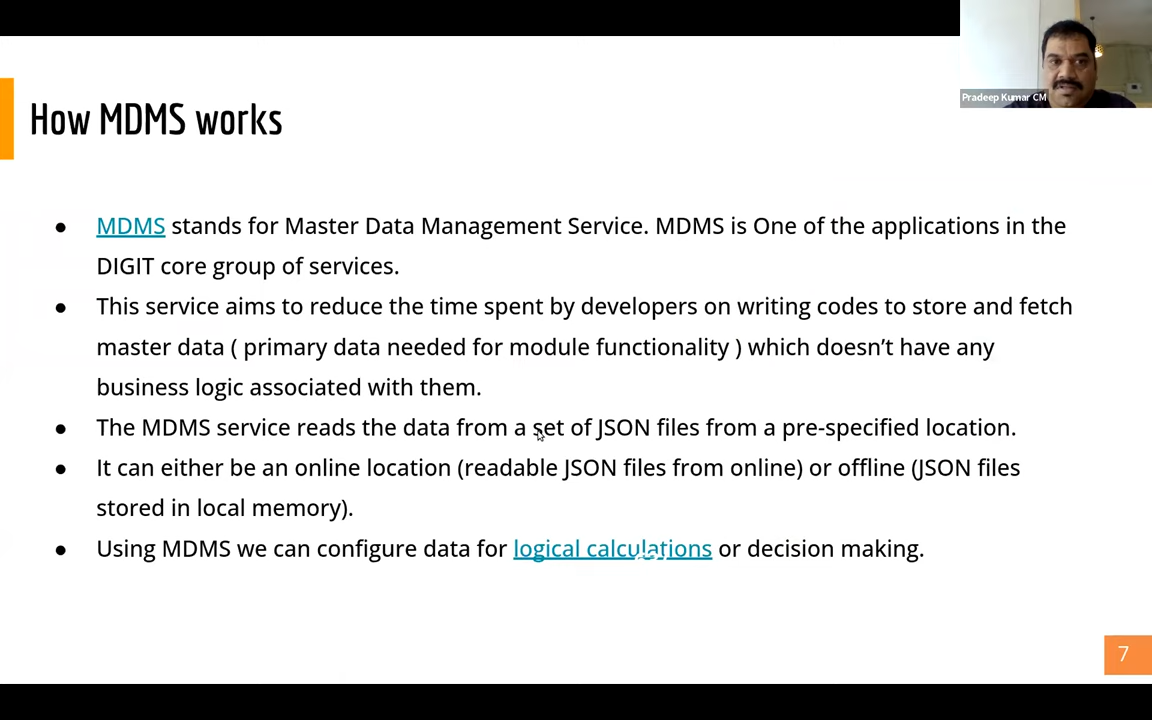 Pradeep Kumar CM
How MDMS works
● MDMS stands for Master Data Management Service. MDMS is One of the applications in the
DIGIT core group of services.
● This service aims to reduce the time spent by developers on writing codes to store and fetch
master data ( primary data needed for module functionality ) which doesn’t have any
business logic associated with them.
● The MDMS service reads the data from a set of JSON files from a pre-specified location.
● It can either be an online location (readable JSON files from online) or offline (JSON files
stored in local memory).
● Using MDMS we can configure data for logical calculations or decision making.
7